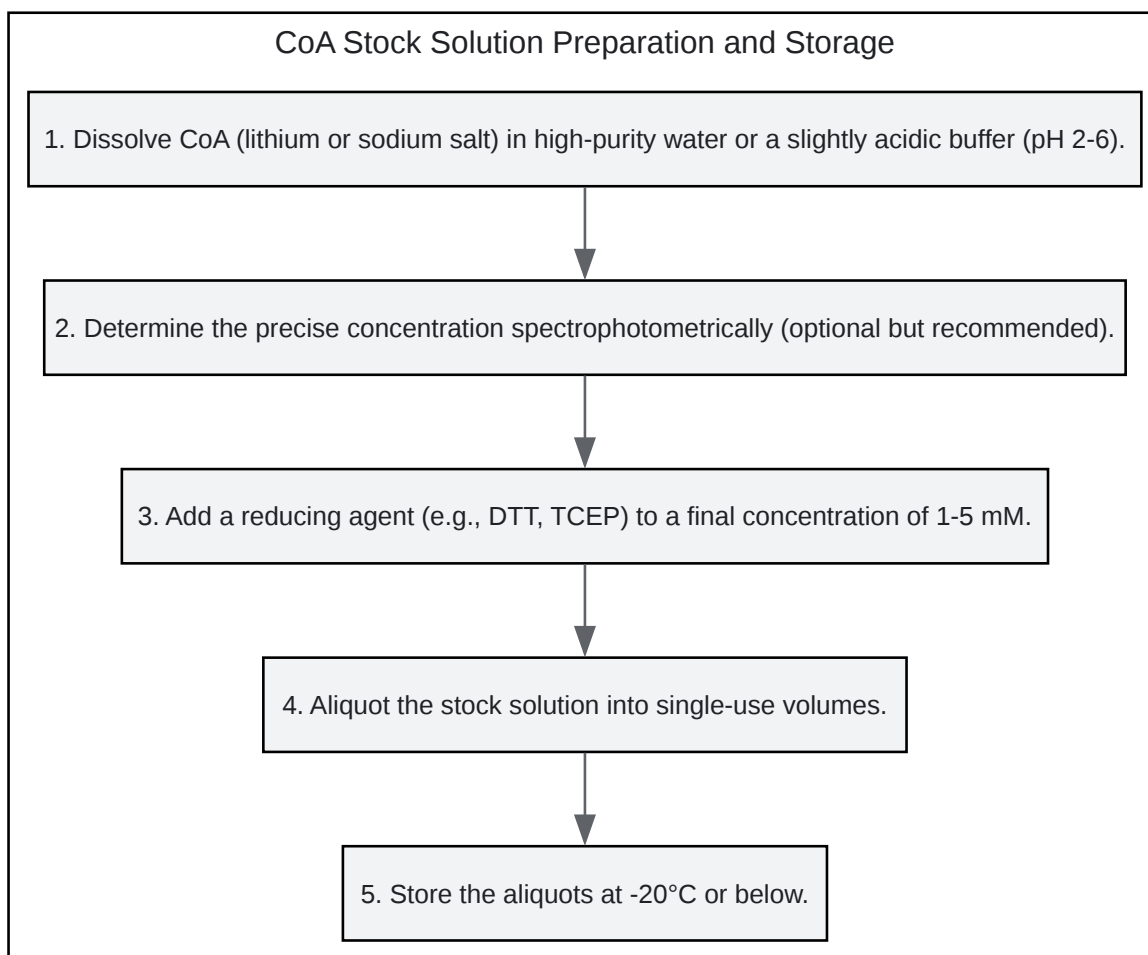 CoA Stock Solution Preparation and Storage
1. Dissolve CoA (lithium or sodium salt) in high-purity water or a slightly acidic buffer (pH 2-6).
2. Determine the precise concentration spectrophotometrically (optional but recommended).
3. Add a reducing agent (e.g., DTT, TCEP) to a final concentration of 1-5 mM.
4. Aliquot the stock solution into single-use volumes.
5. Store the aliquots at -20°C or below.